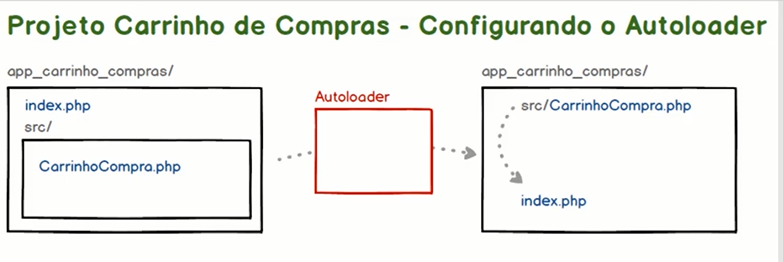 Projeto Carrinho de Compras - Configurando o Autoloader
app_carrinho_compras/
index.php
src/
CarrinhoCompra.php
Autoloader
app_carrinho_compras/
src/CarrinhoCompra.php
index.php